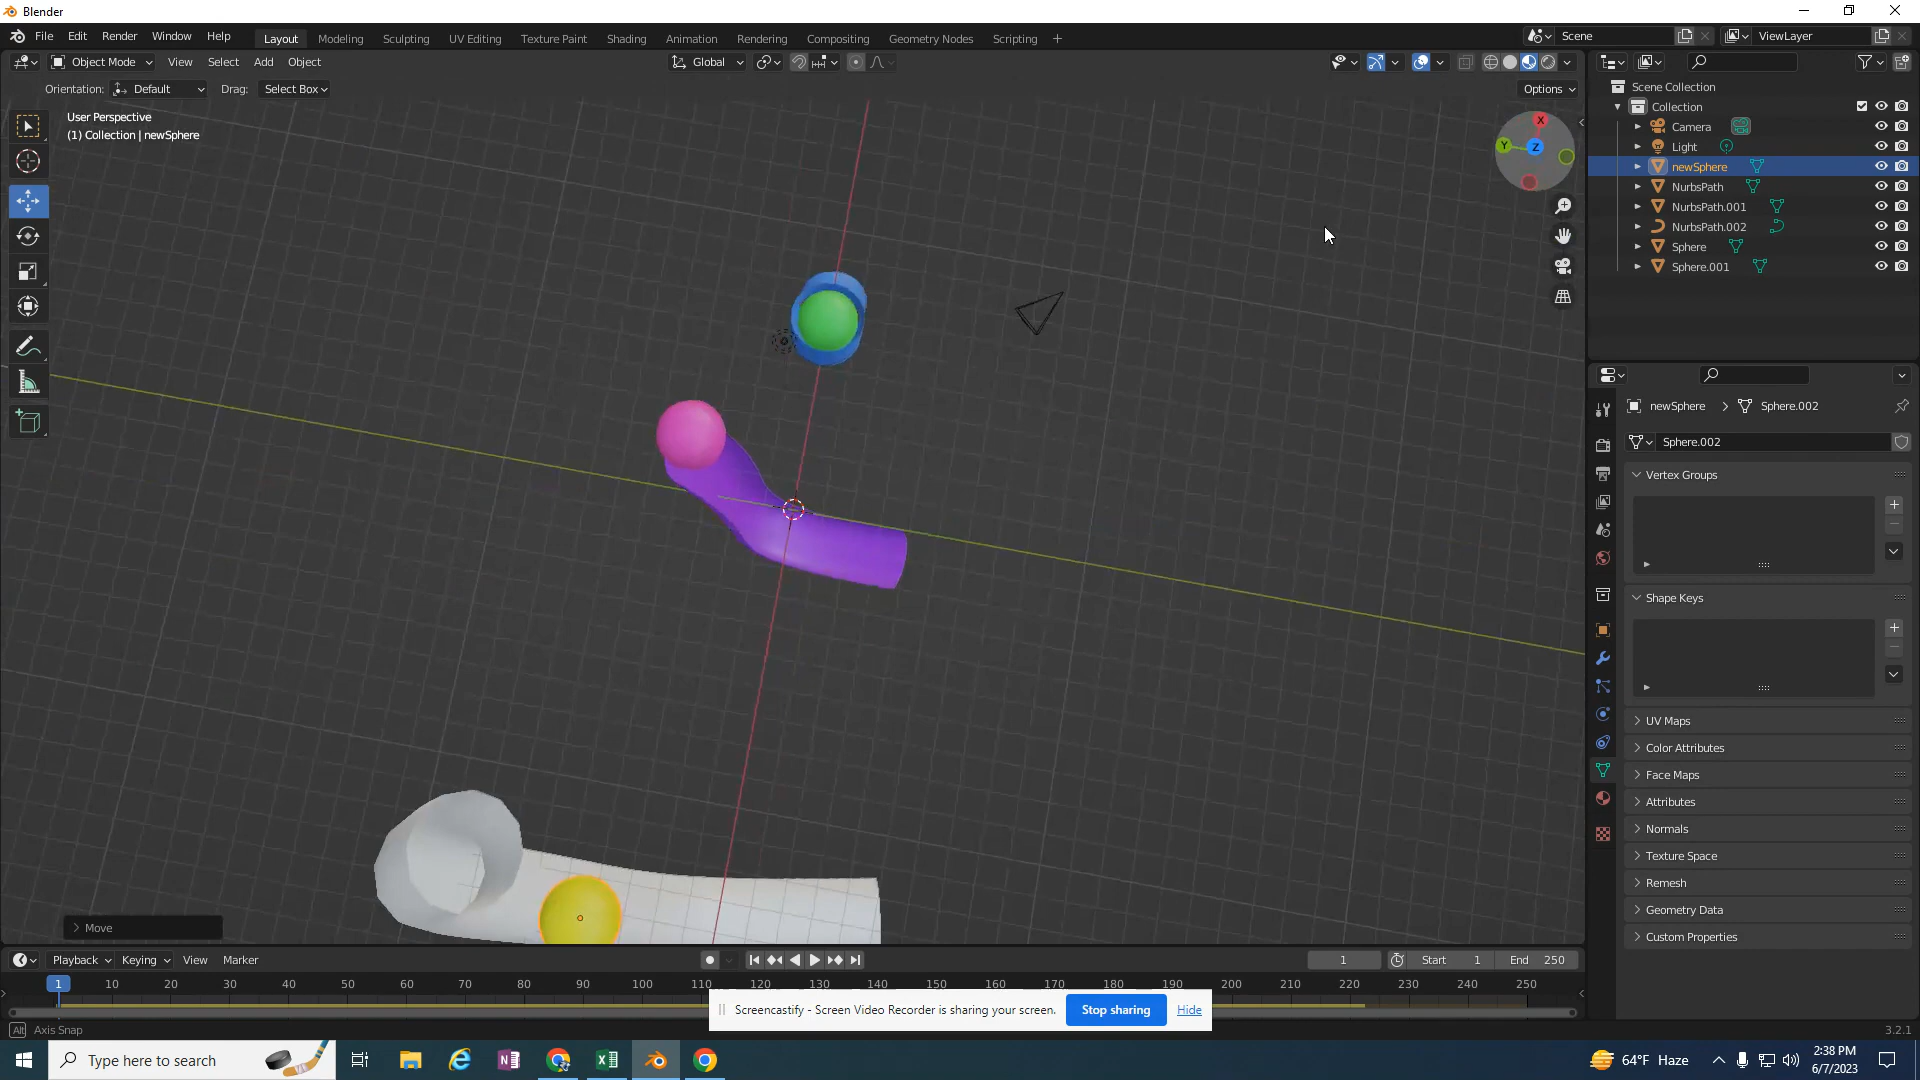 Blender
File Edit Render Window Help Layout Modeling Sculpting UV Editing Texture Paint Shading Animation Rendering Compositing Geometry Nodes Scripting + Scene ViewLayer
Object Mode View Select Add Object Global
Orientation: Default Drag: Select Box Options
User Perspective
(1) Collection | newSphere
X
Y
Z
Scene Collection
Collection
Camera
Light
newSphere
NurbsPath
NurbsPath.001
NurbsPath.002
Sphere
Sphere.001
newSphere > Sphere.002
Sphere.002
Vertex Groups
Shape Keys
UV Maps
Color Attributes
Face Maps
Attributes
Normals
Texture Space
Remesh
Geometry Data
Custom Properties
> Move
Playback Keying View Marker 1 Start 1 End 250
1 10 20 30 40 50 60 70 80 90 100 110 120 130 140 150 160 170 180 190 200 210 220 230 240 250
Screencastify - Screen Video Recorder is sharing your screen. Stop sharing Hide
Alt Axis Snap 3.2.1
Type here to search
64°F Haze
2:38 PM
6/7/2023